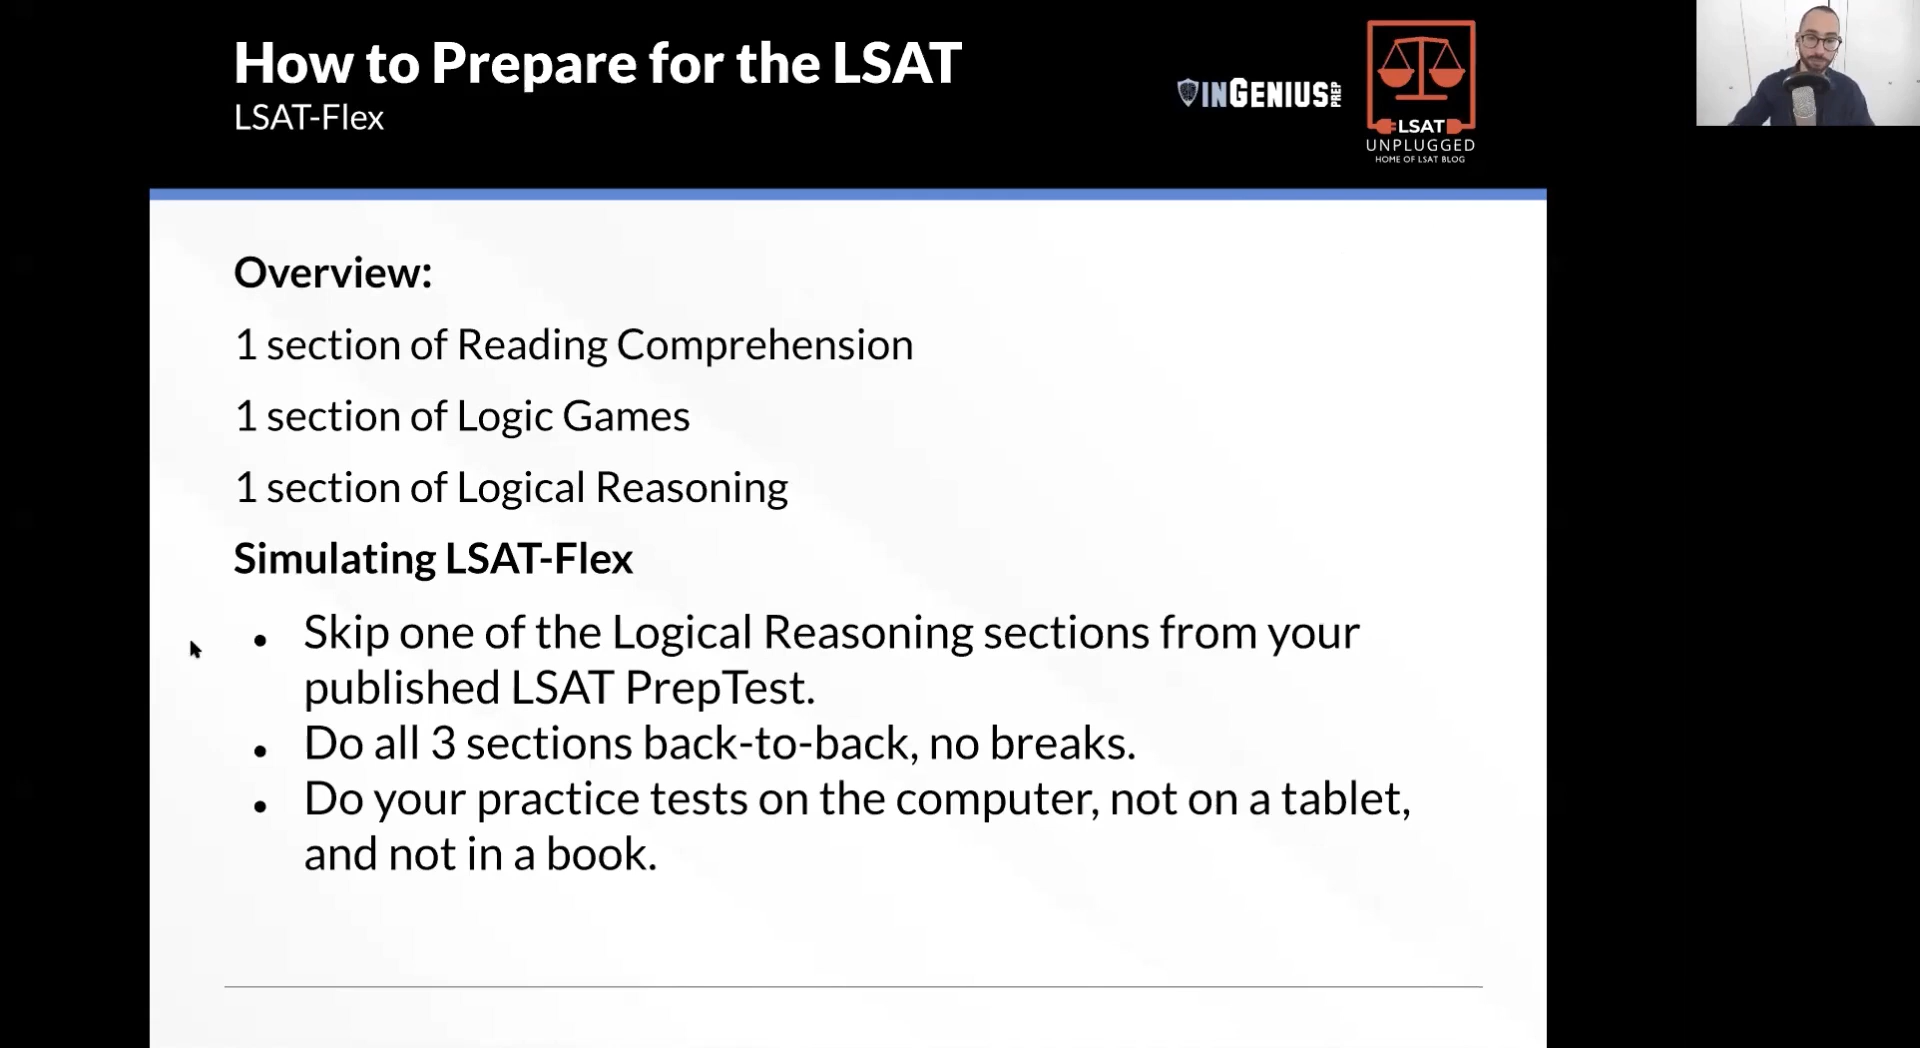 How to Prepare for the LSAT
LSAT-Flex
INGENIUS PREP
LSAT
UNPLUGGED
HOME OF LSAT BLOG
Overview:
1 section of Reading Comprehension
1 section of Logic Games
1 section of Logical Reasoning
Simulating LSAT-Flex
● Skip one of the Logical Reasoning sections from your
published LSAT PrepTest.
● Do all 3 sections back-to-back, no breaks.
● Do your practice tests on the computer, not on a tablet,
and not in a book.